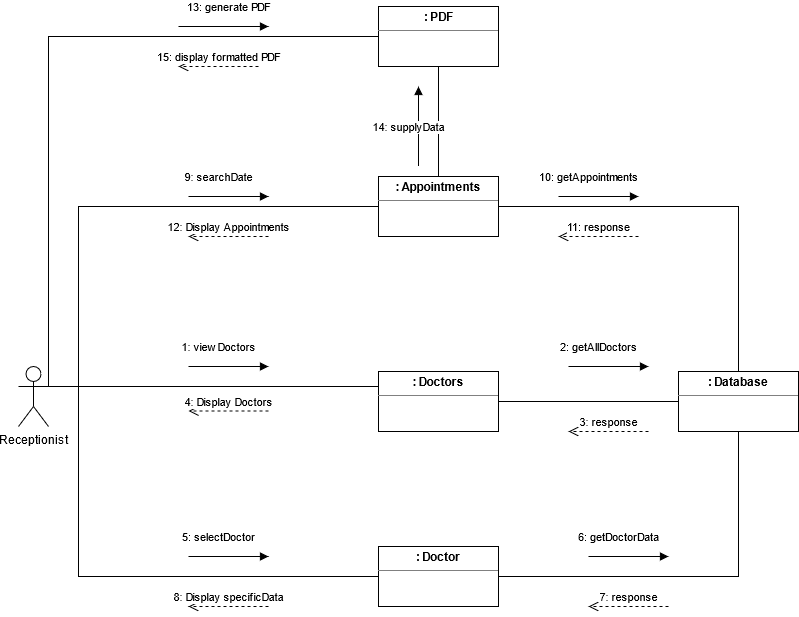 13: generate PDF
: PDF
15: display formatted PDF
14: supplyData
9: searchDate
: Appointments
10: getAppointments
12: Display Appointments
11: response
1: view Doctors
2: getAllDoctors
: Doctors
: Database
4: Display Doctors
3: response
Receptionist
5: selectDoctor
6: getDoctorData
: Doctor
8: Display specificData
7: response